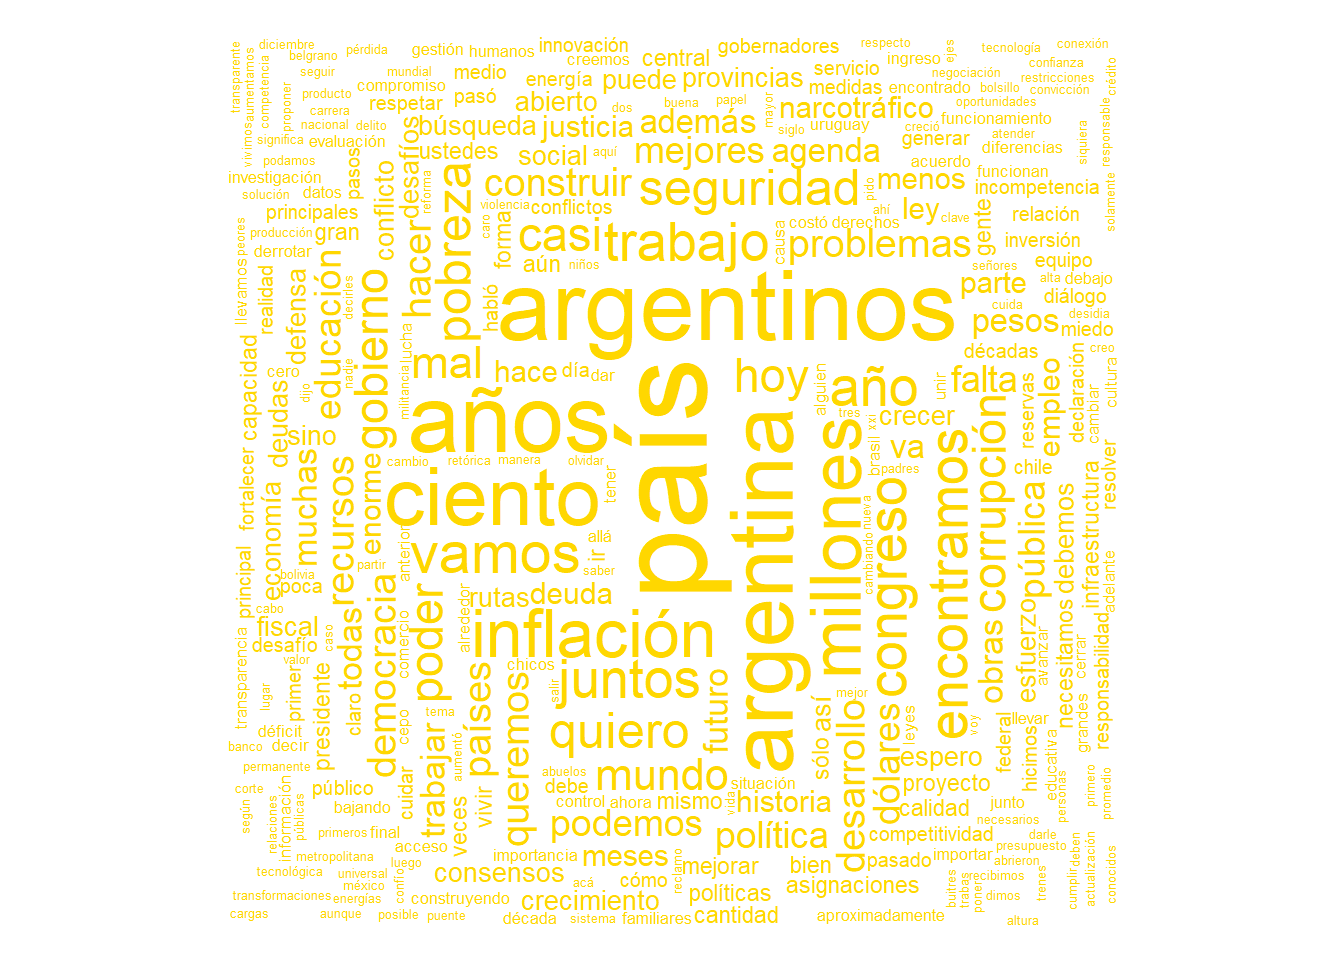 diciembre
belgrano
pérdida
gestión
humanos
innovación
creemos
central
gobernadores
respecto
ingreso
ejes
tecnología
conexión
confianza
transparente
aumentamos
competencia
vivimos
proponer
seguir
mundial
compromiso
medio
energía
puede
provincias
servicio
medidas
encontrado
negociación
restricciones
bolsillo
convicción
crédito
producto
carrera
respetar
pasó
abierto
dos
buena
papel
mayor
narcotráfico
oportunidades
funcionamiento
nacional
delito
significa
evaluación
búsqueda
justicia
además
siglo
uruguay
creció
generar
atender
diferencias
siquiera
responsable
podamos
pasos
desafíos
ustedes
social
aquí
mejores
agenda
acuerdo
funcionan
investigación
solución
datos
reforma
construir
seguridad
pido
menos
incompetencia
solamente
principales
conflicto
hacer
pobreza
violencia
conflictos
costó
derechos
ahí
ley
clave
gente
relación
producción
gran
caro
forma
casi
trabajo
causa
problemas
inversión
derrotar
aún
niños
señores
equipo
llevamos
peores
realidad
defensa
educación
decirles
gobierno
habló
argentinos
parte
alta
debajo
cuida
diálogo
desidia
pesos
miedo
lucha
militancia
mal
hace
día
dar
hoy
año
décadas
falta
creo
cero
nadie
dijo
deudas
capacidad
fortalecer
años
país
argentina
alguien
tres
unir
crecer
reservas
empleo
declaración
cambiar
cultura
sino
muchas
recursos
enorme
cambio
retórica
manera
olvidar
tener
millones
xxi
brasil
va
padres
encontramos
corrupción
chile
resolver
economía
ciento
cambiando
nueva
congreso
pública
debemos
infraestructura
adelante
principal
bolivia
poca
partir
anterior
vamos
allá
ir
saber
cabo
fiscal
desafío
caso
todas
democracia
poder
rutas
deuda
alrededor
comercio
inflación
obras
esfuerzo
avanzar
necesitamos
cerrar
responsabilidad
transparencia
lugar
valor
primer
claro
presidente
cepo
países
chicos
salir
juntos
futuro
mejor
sólo
así
desarrollo
leyes
dólares
voy
llevar
grandes
déficit
banco
decir
tema
trabajar
aumentó
queremos
quiero
espero
federal
hicimos
educativa
permanente
público
cuidar
vivir
abuelos
debe
mundo
situación
proyecto
personas
primero
promedio
corte
según
relaciones
públicas
información
bajando
veces
control
ahora
mismo
vida
historia
calidad
junto
necesarios
primeros
final
acceso
podemos
política
competitividad
darle
presupuesto
metropolitana
luego
importancia
meses
reclamo
mejorar
bien
pasado
importar
abrieron
deben
cumplir
actualización
conocidos
tecnológica
universal
méxico
confío
consensos
acá
cómo
asignaciones
buitres
trabas
poner
recibimos
dimos
trenes
transformaciones
energías
construyendo
crecimiento
políticas
cargas
aunque
posible
puente
década
sistema
familiares
cantidad
aproximadamente
altura